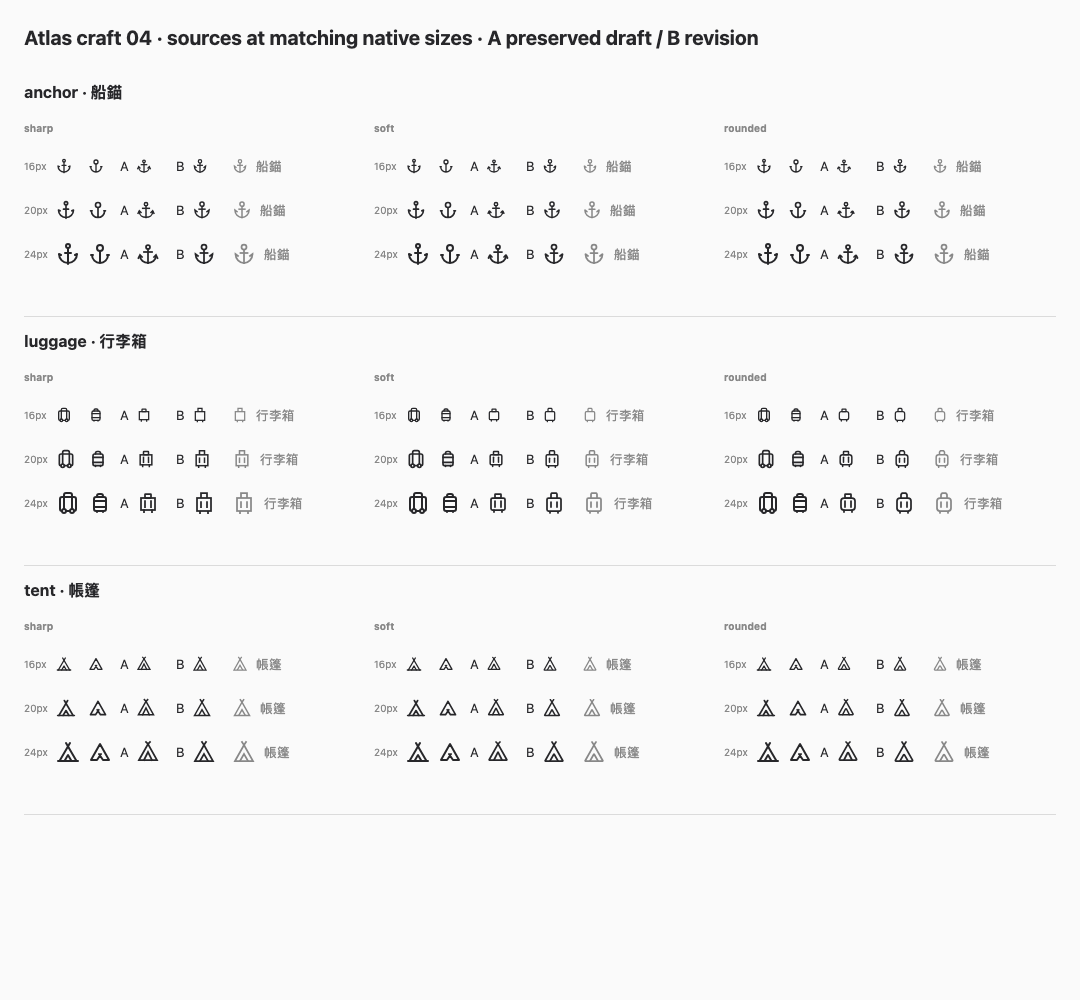 Atlas craft 04 · sources at matching native sizes · A preserved draft / B revision
anchor · 船錨
sharp soft rounded
16px A B 船錨 16px A B 船錨 16px A B 船錨
20px A B 船錨 20px A B 船錨 20px A B 船錨
24px A B 船錨 24px A B 船錨 24px A B 船錨
luggage · 行李箱
sharp soft rounded
16px A B 行李箱 16px A B 行李箱 16px A B 行李箱
20px A B 行李箱 20px A B 行李箱 20px A B 行李箱
24px A B 行李箱 24px A B 行李箱 24px A B 行李箱
tent · 帳篷
sharp soft rounded
16px A B 帳篷 16px A B 帳篷 16px A B 帳篷
20px A B 帳篷 20px A B 帳篷 20px A B 帳篷
24px A B 帳篷 24px A B 帳篷 24px A B 帳篷